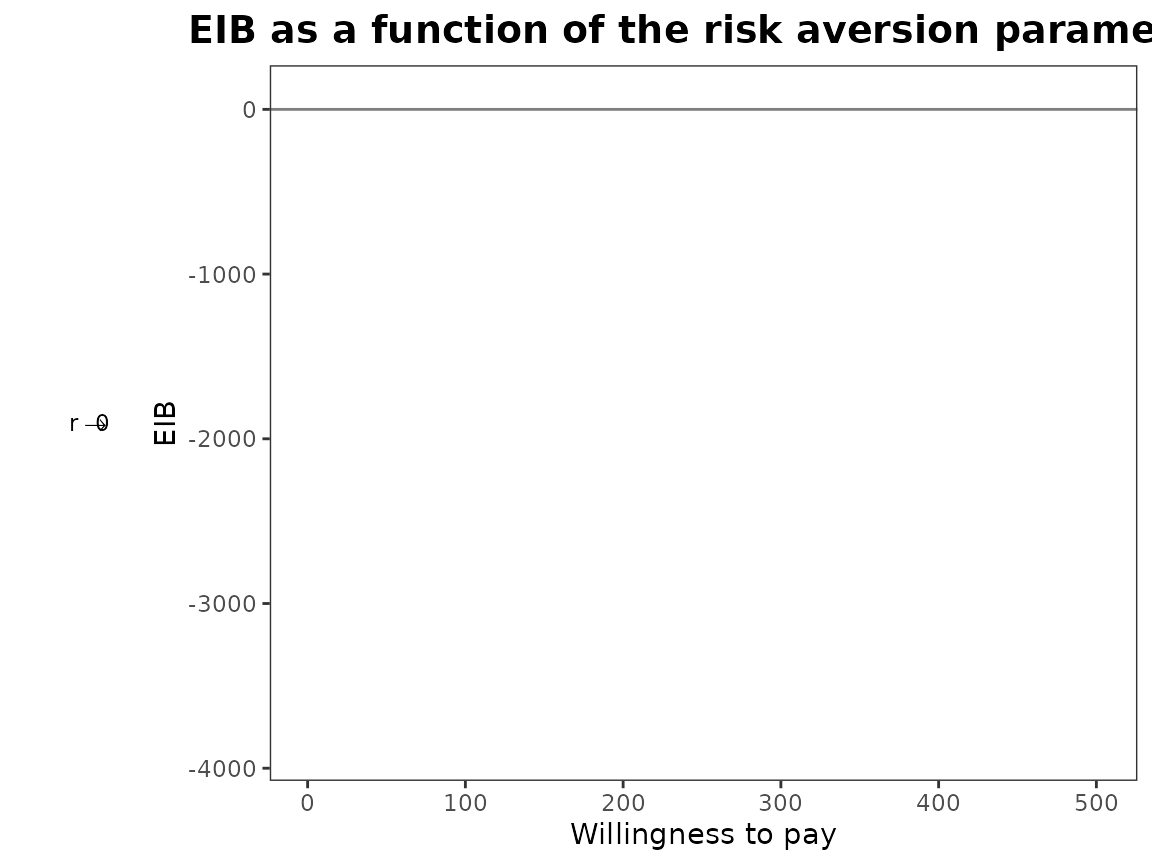 EIB as a function of the risk aversion parame
0
-1000
-2000
-3000
-4000
EIB
r → 0
0 100 200 300 400 500
Willingness to pay